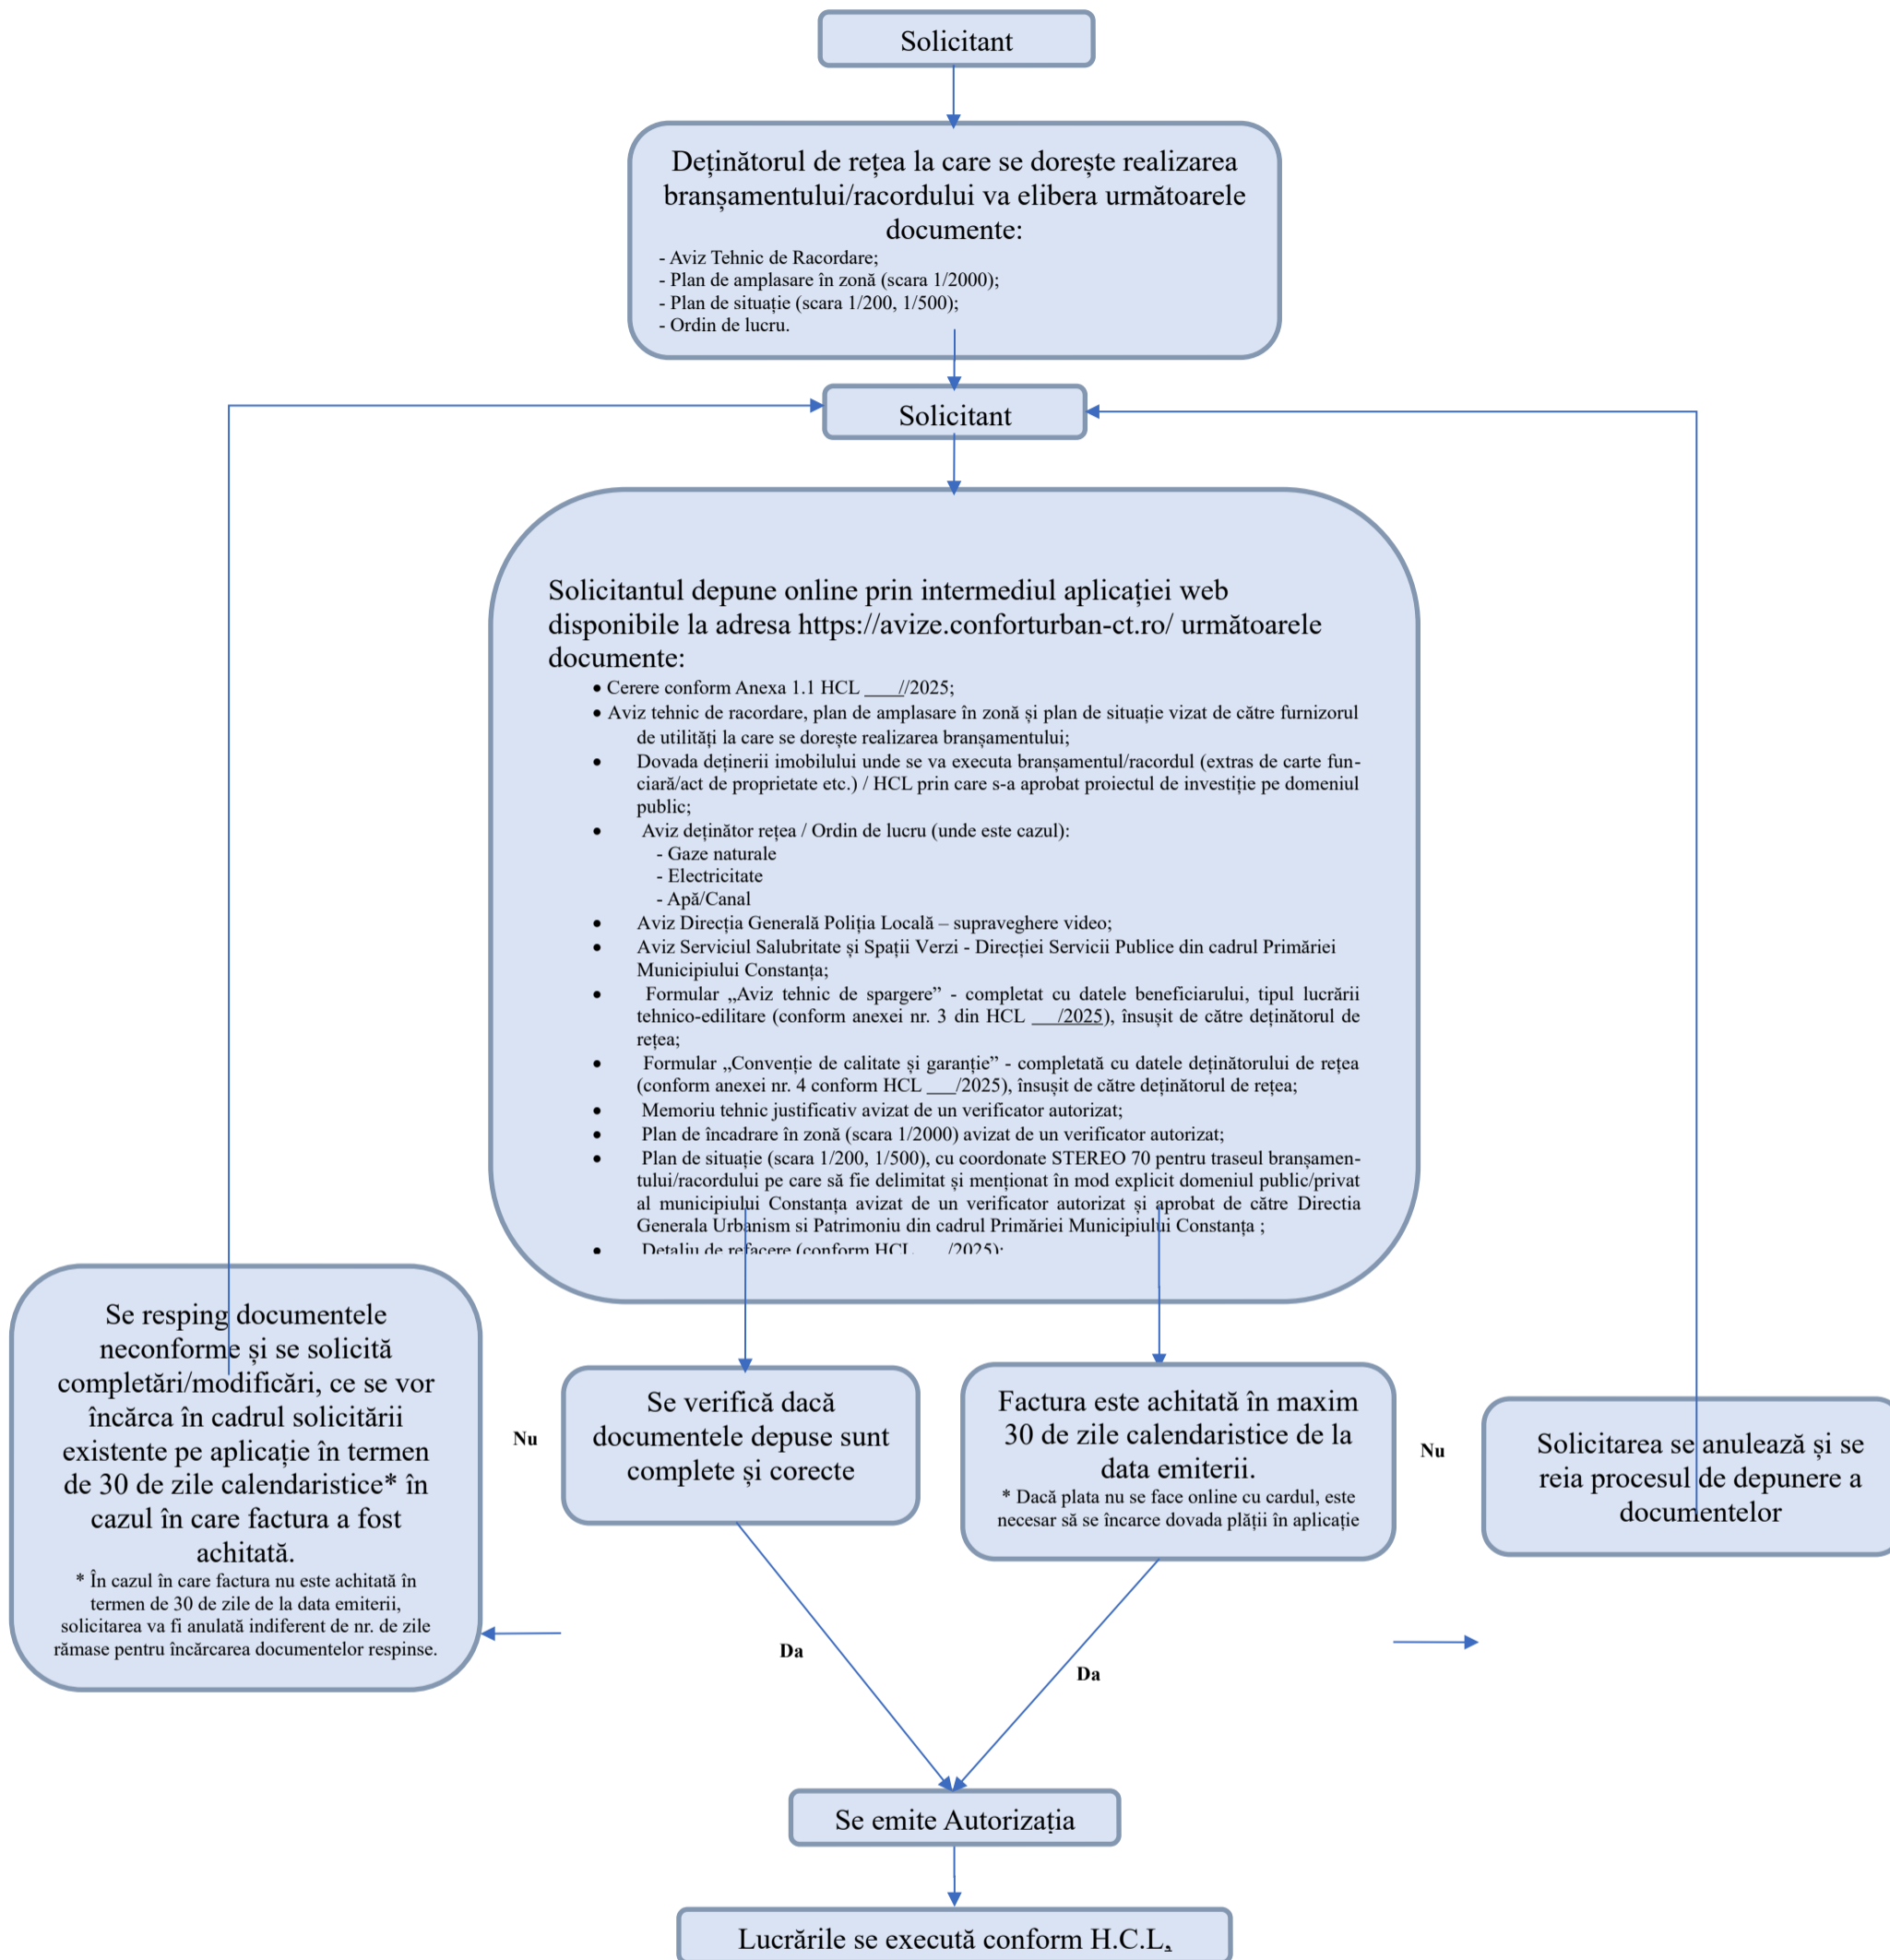 Solicitant
Deținătorul de rețea la care se dorește realizarea
branșamentului/racordului va elibera următoarele
documente:
- Aviz Tehnic de Racordare;
- Plan de amplasare în zonă (scara 1/2000);
- Plan de situație (scara 1/200, 1/500);
- Ordin de lucru.
Solicitant
Solicitantul depune online prin intermediul aplicației web
disponibile la adresa https://avize.conforturban-ct.ro/ următoarele
documente:
• Cerere conform Anexa 1.1 HCL ____//2025;
• Aviz tehnic de racordare, plan de amplasare în zonă și plan de situație vizat de către furnizorul
de utilități la care se dorește realizarea branșamentului;
• Dovada deținerii imobilului unde se va executa branșamentul/racordul (extras de carte fun-
ciară/act de proprietate etc.) / HCL prin care s-a aprobat proiectul de investiție pe domeniul
public;
• Aviz deținător rețea / Ordin de lucru (unde este cazul):
- Gaze naturale
- Electricitate
- Apă/Canal
• Aviz Direcția Generală Poliția Locală – supraveghere video;
• Aviz Serviciul Salubritate și Spații Verzi - Direcției Servicii Publice din cadrul Primăriei
Municipiului Constanța;
• Formular „Aviz tehnic de spargere” - completat cu datele beneficiarului, tipul lucrării
tehnico-edilitare (conform anexei nr. 3 din HCL ___/2025), însușit de către deținătorul de
rețea;
• Formular „Convenție de calitate și garanție” - completată cu datele deținătorului de rețea
(conform anexei nr. 4 conform HCL ___/2025), însușit de către deținătorul de rețea;
• Memoriu tehnic justificativ avizat de un verificator autorizat;
• Plan de încadrare în zonă (scara 1/2000) avizat de un verificator autorizat;
• Plan de situație (scara 1/200, 1/500), cu coordonate STEREO 70 pentru traseul branșamen-
tului/racordului pe care să fie delimitat și menționat în mod explicit domeniul public/privat
al municipiului Constanța avizat de un verificator autorizat și aprobat de către Directia
Generala Urbanism si Patrimoniu din cadrul Primăriei Municipiului Constanța ;
• Detaliu de refacere (conform HCL ___/2025);
Se resping documentele
neconforme și se solicită
completări/modificări, ce se vor
încărca în cadrul solicitării
existente pe aplicație în termen
de 30 de zile calendaristice* în
cazul în care factura a fost
achitată.
* În cazul în care factura nu este achitată în
termen de 30 de zile de la data emiterii,
solicitarea va fi anulată indiferent de nr. de zile
rămase pentru încărcarea documentelor respinse.
Nu
Se verifică dacă
documentele depuse sunt
complete și corecte
Factura este achitată în maxim
30 de zile calendaristice de la
data emiterii.
* Dacă plata nu se face online cu cardul, este
necesar să se încarce dovada plății în aplicație
Nu
Solicitarea se anulează și se
reia procesul de depunere a
documentelor
Da
Da
Se emite Autorizația
Lucrările se execută conform H.C.L,